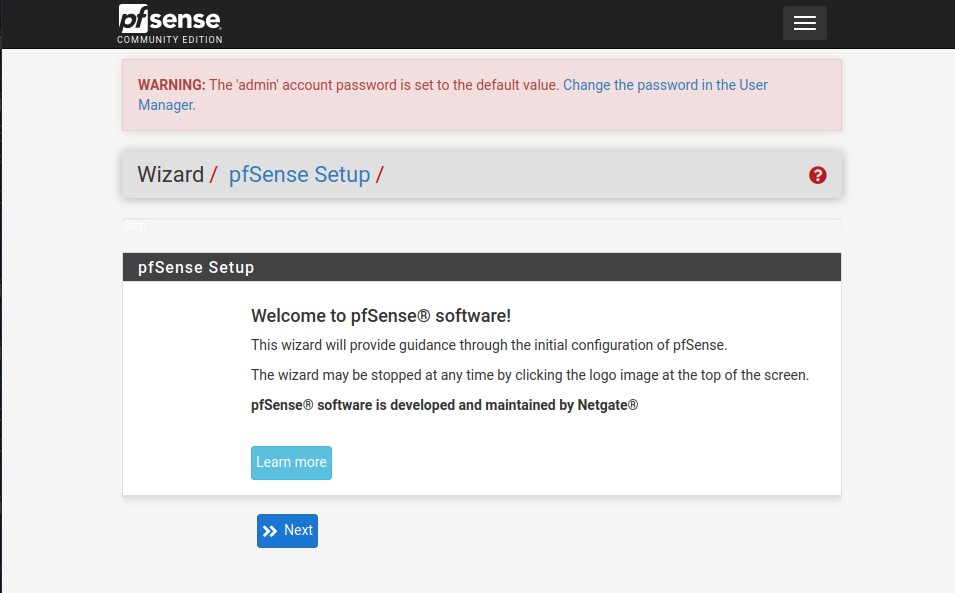 pfsense
COMMUNITY EDITION
WARNING: The 'admin' account password is set to the default value. Change the password in the User
Manager.
Wizard / pfSense Setup /
Step
pfSense Setup
Welcome to pfSense® software!
This wizard will provide guidance through the initial configuration of pfSense.
The wizard may be stopped at any time by clicking the logo image at the top of the screen.
pfSense® software is developed and maintained by Netgate®
Learn more
Next